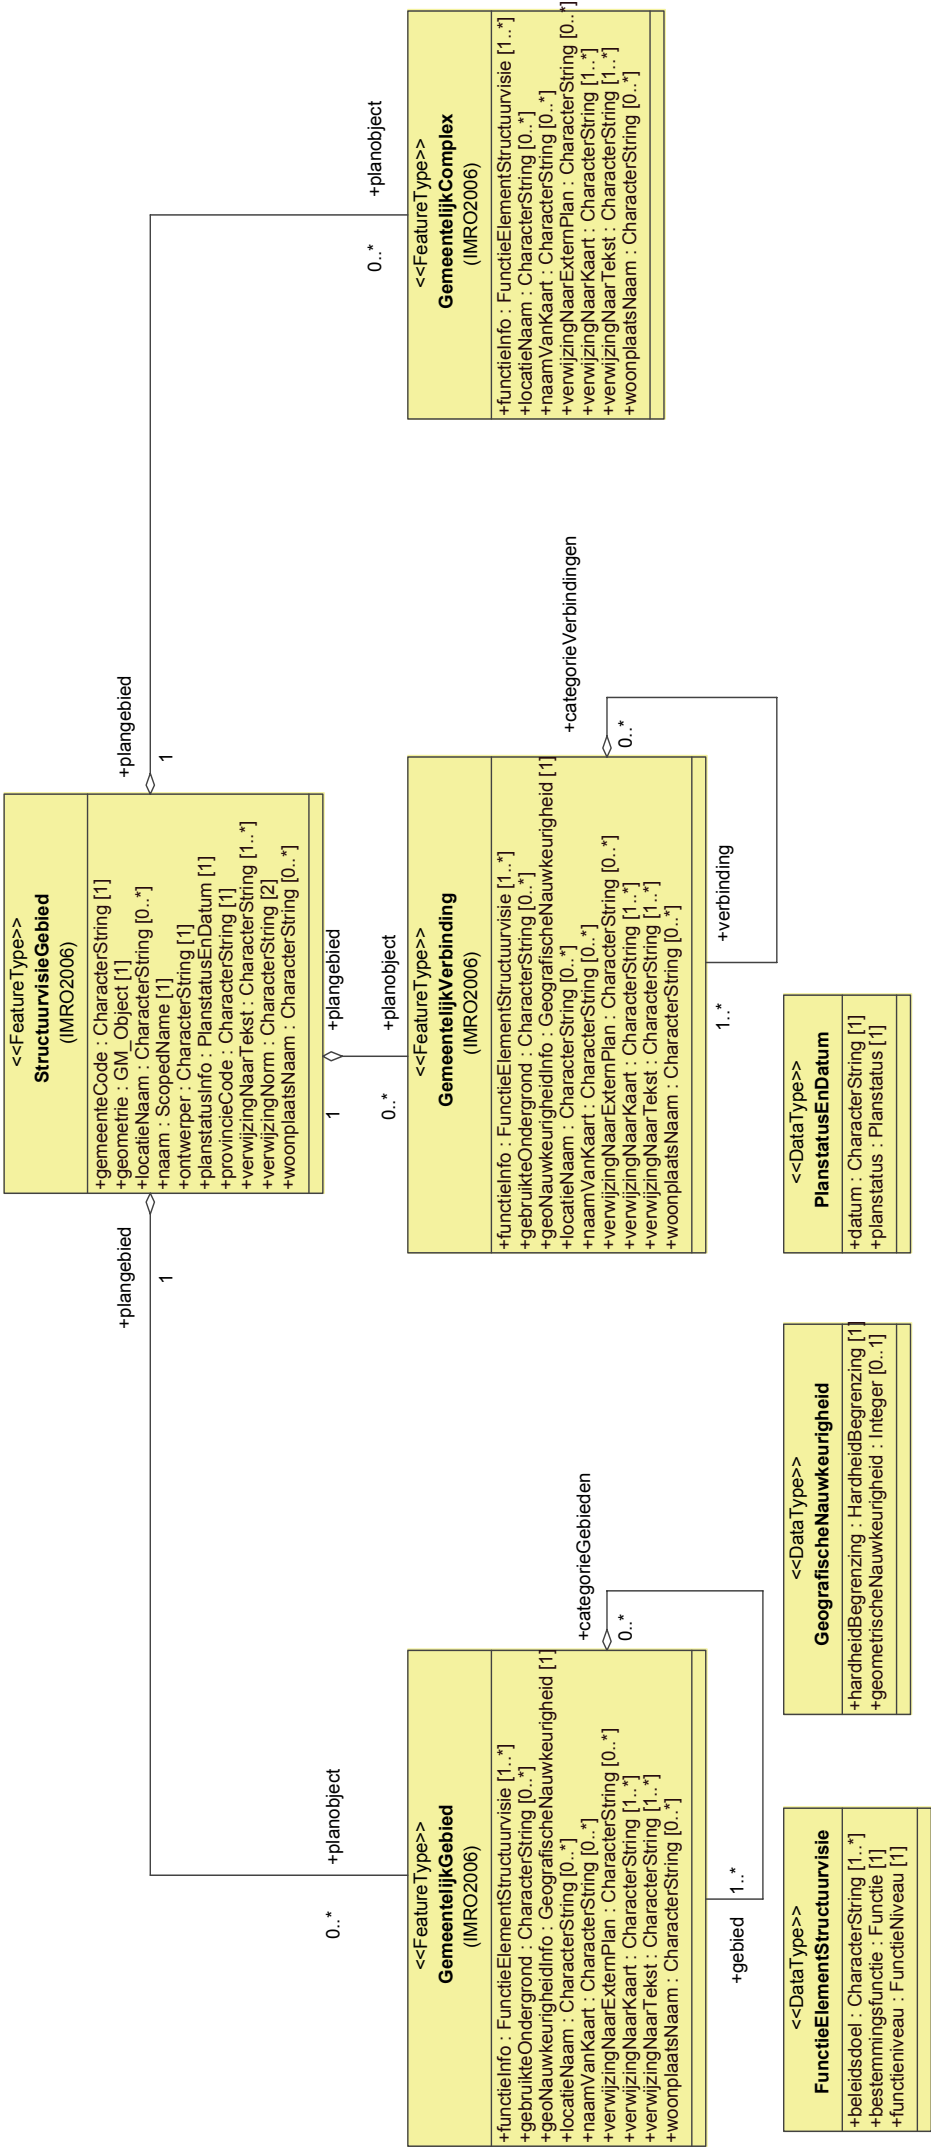 <<FeatureType>>
StructuurvisieGebied
(IMRO2006)
+gemeenteCode : CharacterString [1]
+geometrie : GM_Object [1]
+locatieNaam : CharacterString [0..*]
+naam : ScopedName [1]
+ontwerper : CharacterString [1]
+planstatusInfo : PlanstatusEnDatum [1]
+provincieCode : CharacterString [1]
+verwijzingNaarTekst : CharacterString [1..*]
+verwijzingNorm : CharacterString [2]
+woonplaatsNaam : CharacterString [0..*]
+plangebied
1
+plangebied
1
+plangebied
1
+planobject
0..*
+planobject
0..*
+planobject
0..*
<<FeatureType>>
GemeentelijkGebied
(IMRO2006)
+functieInfo : FunctieElementStructuurvisie [1..*]
+gebruikteOndergrond : CharacterString [0..*]
+geoNauwkeurigheidInfo : GeografischeNauwkeurigheid [1]
+locatieNaam : CharacterString [0..*]
+naamVanKaart : CharacterString [0..*]
+verwijzingNaarExternPlan : CharacterString [0..*]
+verwijzingNaarKaart : CharacterString [1..*]
+verwijzingNaarTekst : CharacterString [1..*]
+woonplaatsNaam : CharacterString [0..*]
+categorieGebieden
0..*
+gebied
1..*
<<FeatureType>>
GemeentelijkVerbinding
(IMRO2006)
+functieInfo : FunctieElementStructuurvisie [1..*]
+gebruikteOndergrond : CharacterString [0..*]
+geoNauwkeurigheidInfo : GeografischeNauwkeurigheid [1]
+locatieNaam : CharacterString [0..*]
+naamVanKaart : CharacterString [0..*]
+verwijzingNaarExternPlan : CharacterString [0..*]
+verwijzingNaarKaart : CharacterString [1..*]
+verwijzingNaarTekst : CharacterString [1..*]
+woonplaatsNaam : CharacterString [0..*]
+categorieVerbindingen
0..*
+verbinding
1..*
<<FeatureType>>
GemeentelijkComplex
(IMRO2006)
+functieInfo : FunctieElementStructuurvisie [1..*]
+locatieNaam : CharacterString [0..*]
+naamVanKaart : CharacterString [0..*]
+verwijzingNaarExternPlan : CharacterString [0..*]
+verwijzingNaarKaart : CharacterString [1..*]
+verwijzingNaarTekst : CharacterString [1..*]
+woonplaatsNaam : CharacterString [0..*]
<<DataType>>
FunctieElementStructuurvisie
+beleidsdoel : CharacterString [1..*]
+bestemmingsfunctie : Functie [1]
+functieniveau : FunctieNiveau [1]
<<DataType>>
GeografischeNauwkeurigheid
+hardheidBegrenzing : HardheidBegrenzing [1]
+geometrischeNauwkeurigheid : Integer [0..1]
<<DataType>>
PlanstatusEnDatum
+datum : CharacterString [1]
+planstatus : Planstatus [1]